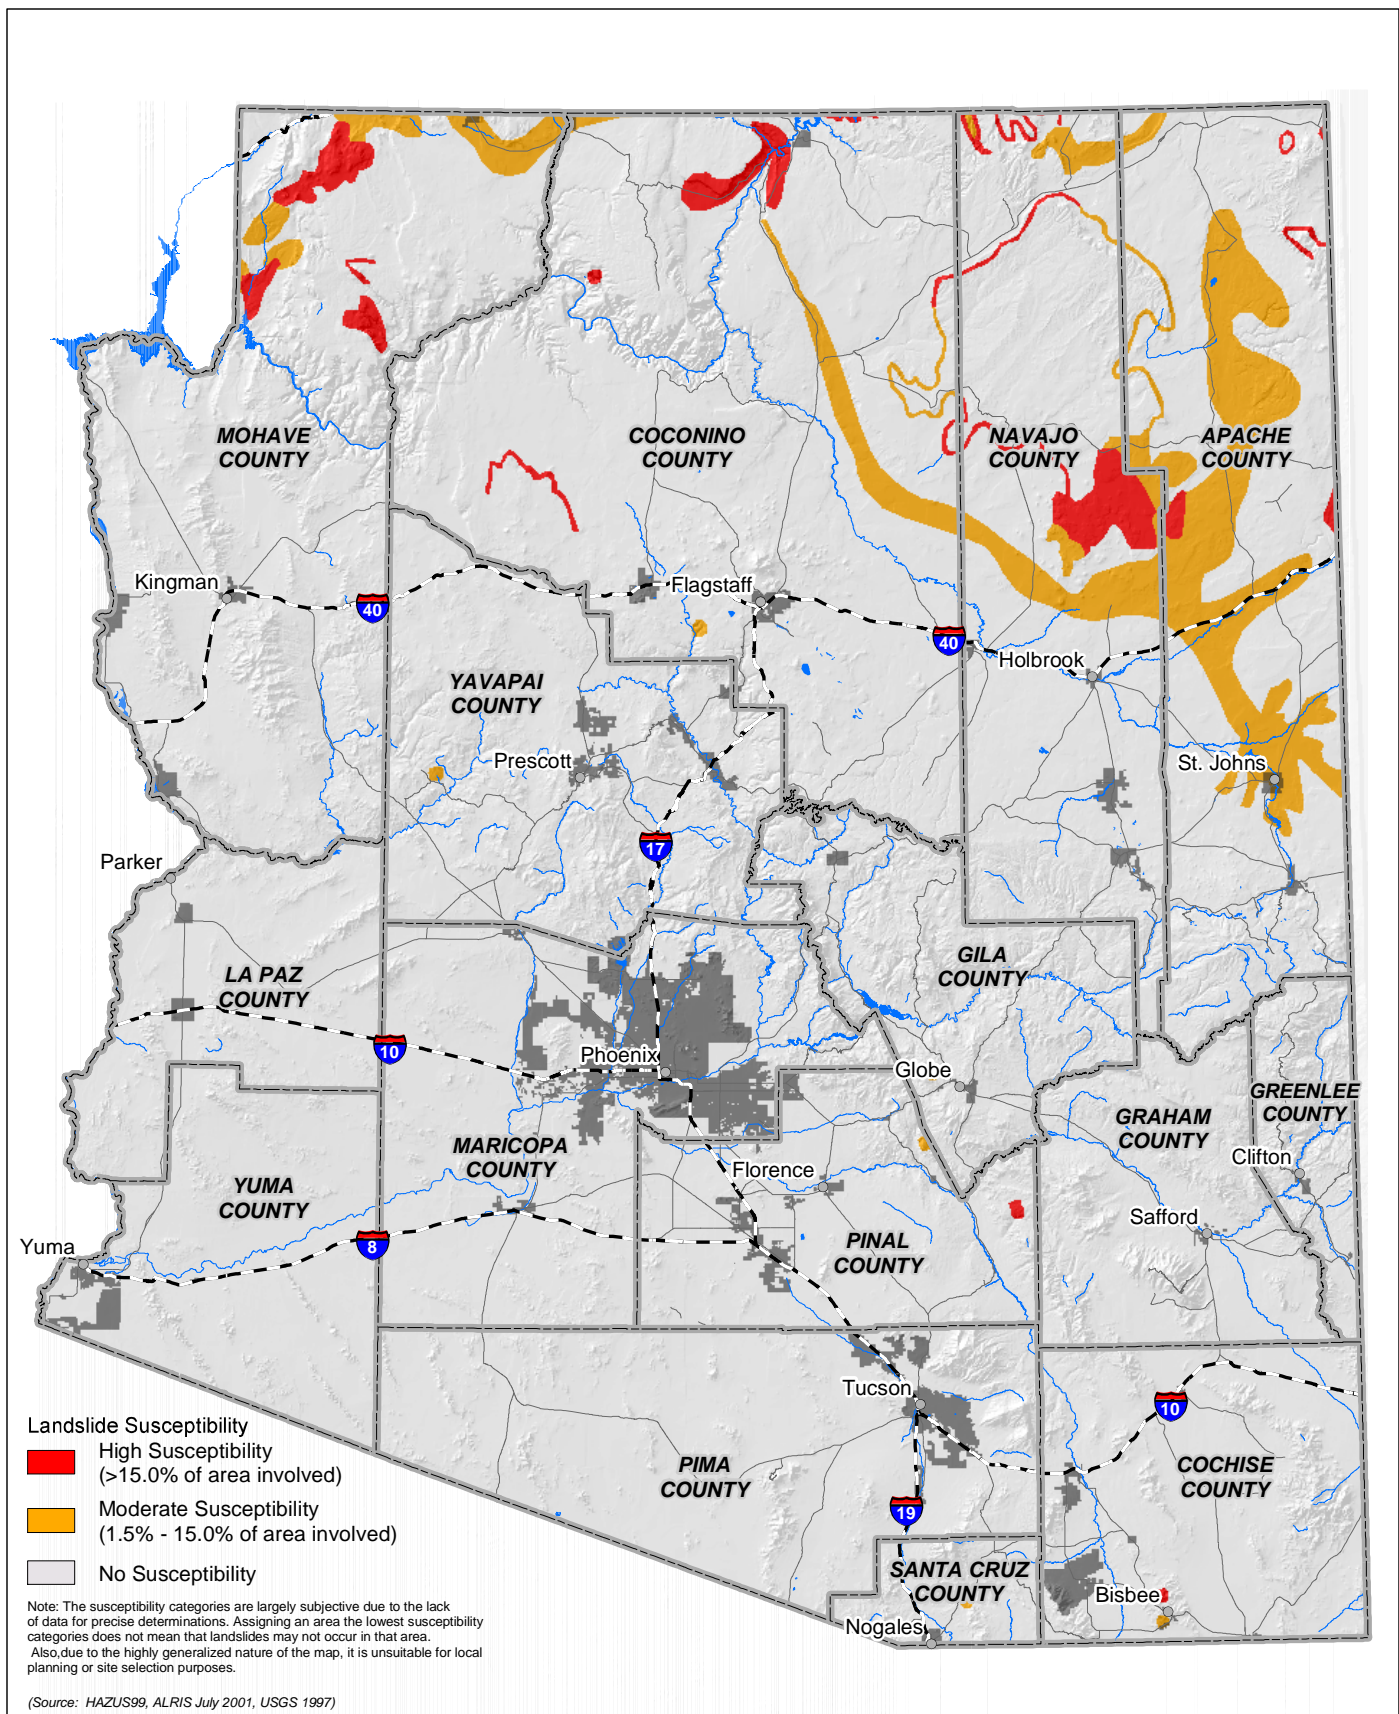 MOHAVE
COUNTY
COCONINO
COUNTY
NAVAJO
COUNTY
APACHE
COUNTY
Kingman
40
Flagstaff
40
Holbrook
YAVAPAI
COUNTY
Prescott
St. Johns
17
Parker
LA PAZ
COUNTY
GILA
COUNTY
10
Phoenix
Globe
GREENLEE
COUNTY
GRAHAM
COUNTY
MARICOPA
COUNTY
Clifton
Florence
YUMA
COUNTY
Safford
Yuma
8
PINAL
COUNTY
Tucson
10
PIMA
COUNTY
COCHISE
COUNTY
19
SANTA CRUZ
COUNTY
Bisbee
Nogales
Landslide Susceptibility
High Susceptibility
(>15.0% of area involved)
Moderate Susceptibility
(1.5% - 15.0% of area involved)
No Susceptibility
Note: The susceptibility categories are largely subjective due to the lack
of data for precise determinations. Assigning an area the lowest susceptibility
categories does not mean that landslides may not occur in that area.
Also,due to the highly generalized nature of the map, it is unsuitable for local
planning or site selection purposes.
(Source: HAZUS99, ALRIS July 2001, USGS 1997)